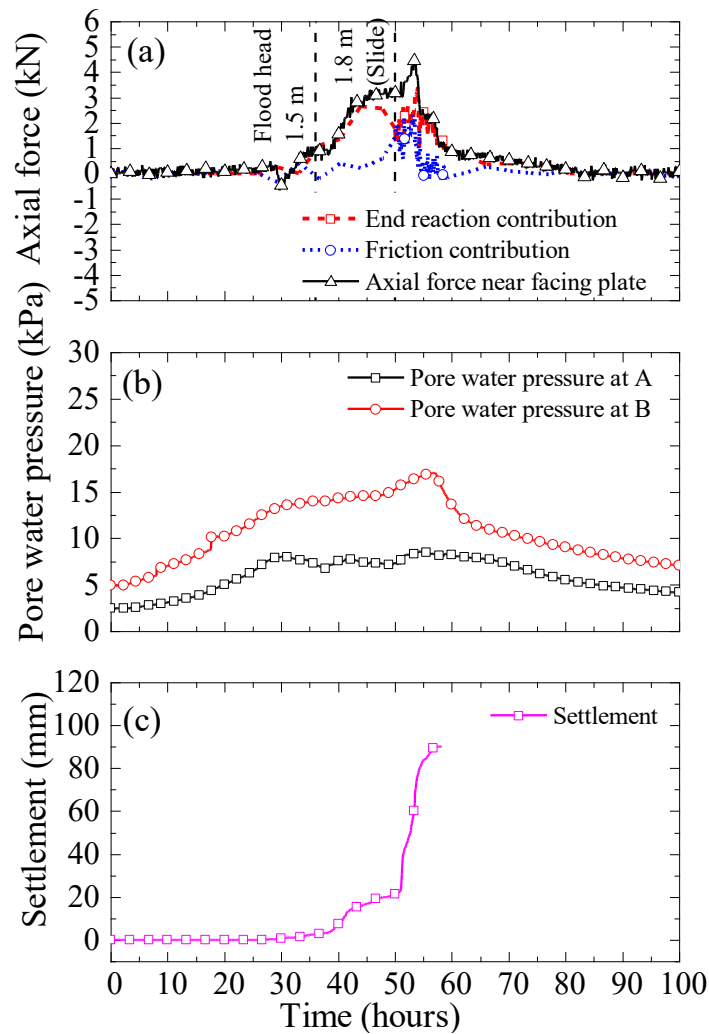 (a)
Axial force (kN)
6
5
4
3
2
1
0
-1
-2
-3
-4
-5
Flood head
1.5 m
1.8 m
(Slide)
End reaction contribution
Friction contribution
Axial force near facing plate
(b)
Pore water pressure (kPa)
30
25
20
15
10
5
0
Pore water pressure at A
Pore water pressure at B
(c)
Settlement (mm)
120
100
80
60
40
20
0
Settlement
0 10 20 30 40 50 60 70 80 90 100
Time (hours)